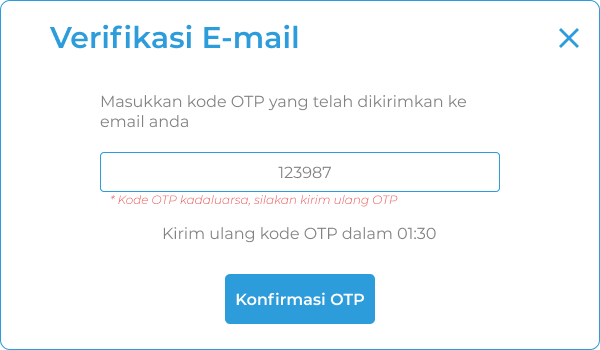 Verifikasi E-mail
Masukkan kode OTP yang telah dikirimkan ke
email anda
123987
* Kode OTP kadaluarsa, silakan kirim ulang OTP
Kirim ulang kode OTP dalam 01:30
Konfirmasi OTP